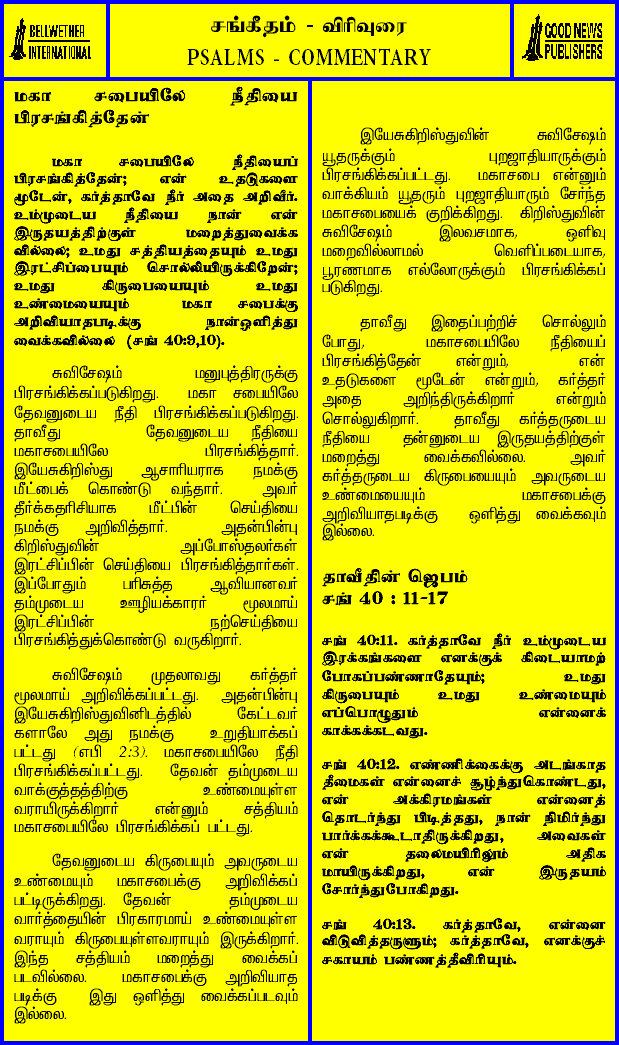 BELLWETHER
INTERNATIONAL
சங்கீதம் - விரிவுரை
PSALMS - COMMENTARY
GOOD NEWS
PUBLISHERS
மகா சபையிலே நீதியை
பிரசங்கித்தேன்
மகா சபையிலே நீதியைப்
பிரசங்கித்தேன்; என் உதடுகளை
மூடேன், கர்த்தாவே நீர் அதை அறிவீர்.
உம்முடைய நீதியை நான் என்
இருதயத்திற்குள் மறைத்துவைக்க
வில்லை; உமது சத்தியத்தையும் உமது
இரட்சிப்பையும் சொல்லியிருக்கிறேன்;
உமது கிருபையையும் உமது
உண்மையையும் மகா சபைக்கு
அறிவியாதபடிக்கு நான்ஒளித்து
வைக்கவில்லை (சங் 40:9,10).
சுவிசேஷம் மனுபுத்திரருக்கு
பிரசங்கிக்கப்படுகிறது. மகா சபையிலே
தேவனுடைய நீதி பிரசங்கிக்கப்படுகிறது.
தாவீது தேவனுடைய நீதியை
மகாசபையிலே பிரசங்கித்தார்.
இயேசுகிறிஸ்து ஆசாரியராக நமக்கு
மீட்பைக் கொண்டு வந்தார். அவர்
தீர்க்கதரிசியாக மீட்பின் செய்தியை
நமக்கு அறிவித்தார். அதன்பின்பு
கிறிஸ்துவின் அப்போஸ்தலர்கள்
இரட்சிப்பின் செய்தியை பிரசங்கித்தார்கள்.
இப்போதும் பரிசுத்த ஆவியானவர்
தம்முடைய ஊழியக்காரர் மூலமாய்
இரட்சிப்பின் நற்செய்தியை
பிரசங்கித்துக்கொண்டு வருகிறார்.
சுவிசேஷம் முதலாவது கர்த்தர்
மூலமாய் அறிவிக்கப்பட்டது. அதன்பின்பு
இயேசுகிறிஸ்துவினிடத்தில் கேட்டவர்
களாலே அது நமக்கு உறுதியாக்கப்
பட்டது (எபி 2:3). மகாசபையிலே நீதி
பிரசங்கிக்கப்பட்டது. தேவன் தம்முடைய
வாக்குத்தத்திற்கு உண்மையுள்ள
வராயிருக்கிறார் என்னும் சத்தியம்
மகாசபையிலே பிரசங்கிக்கப் பட்டது.
தேவனுடைய கிருபையும் அவருடைய
உண்மையும் மகாசபைக்கு அறிவிக்கப்
பட்டிருக்கிறது. தேவன் தம்முடைய
வார்த்தையின் பிரகாரமாய் உண்மையுள்ள
வராயும் கிருபையுள்ளவராயும் இருக்கிறார்.
இந்த சத்தியம் மறைத்து வைக்கப்
படவில்லை. மகாசபைக்கு அறிவியாத
படிக்கு இது ஒளித்து வைக்கப்படவும்
இல்லை.
இயேசுகிறிஸ்துவின் சுவிசேஷம்
யூதருக்கும் புறஜாதியாருக்கும்
பிரசங்கிக்கப்பட்டது. மகாசபை என்னும்
வாக்கியம் யூதரும் புறஜாதியாரும் சேர்ந்த
மகாசபையைக் குறிக்கிறது. கிறிஸ்துவின்
சுவிசேஷம் இலவசமாக, ஒளிவு
மறைவில்லாமல் வெளிப்படையாக,
பூரணமாக எல்லோருக்கும் பிரசங்கிக்கப்
படுகிறது.
தாவீது இதைப்பற்றிச் சொல்லும்
போது, மகாசபையிலே நீதியைப்
பிரசங்கித்தேன் என்றும், என்
உதடுகளை மூடேன் என்றும், கர்த்தர்
அதை அறிந்திருக்கிறார் என்றும்
சொல்லுகிறார். தாவீது கர்த்தருடைய
நீதியை தன்னுடைய இருதயத்திற்குள்
மறைத்து வைக்கவில்லை. அவர்
கர்த்தருடைய கிருபையையும் அவருடைய
உண்மையையும் மகாசபைக்கு
அறிவியாதபடிக்கு ஒளித்து வைக்கவும்
இல்லை.
தாவீதின் ஜெபம்
சங் 40 : 11-17
சங் 40:11. கர்த்தாவே நீர் உம்முடைய
இரக்கங்களை எனக்குக் கிடையாமற்
போகப்பண்ணாதேயும்; உமது
கிருபையும் உமது உண்மையும்
எப்பொழுதும் என்னைக்
காக்கக்கடவது.
சங் 40:12. எண்ணிக்கைக்கு அடங்காத
தீமைகள் என்னைச் சூழ்ந்துகொண்டது,
என் அக்கிரமங்கள் என்னைத்
தொடர்ந்து பிடித்தது, நான் நிமிர்ந்து
பார்க்கக்கூடாதிருக்கிறது, அவைகள்
என் தலைமயிரிலும் அதிக
மாயிருக்கிறது, என் இருதயம்
சோர்ந்துபோகிறது.
சங் 40:13. கர்த்தாவே, என்னை
விடுவித்தருளும்; கர்த்தாவே, எனக்குச்
சகாயம் பண்ணத்தீவிரியும்.